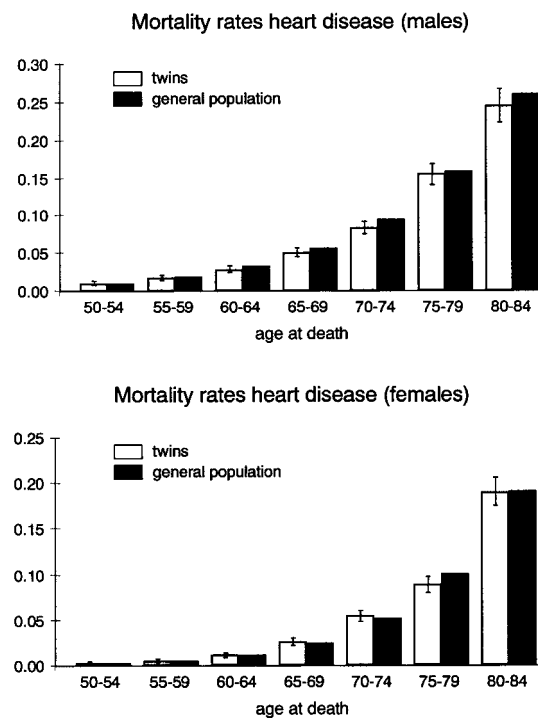 Mortality rates heart disease (males)
0.30
twins
general population
0.25
0.20
0.15
0.10
0.05
0.00
50-54 55-59 60-64 65-69 70-74 75-79 80-84
age at death
Mortality rates heart disease (females)
0.25
twins
general population
0.20
0.15
0.10
0.05
0.00
50-54 55-59 60-64 65-69 70-74 75-79 80-84
age at death